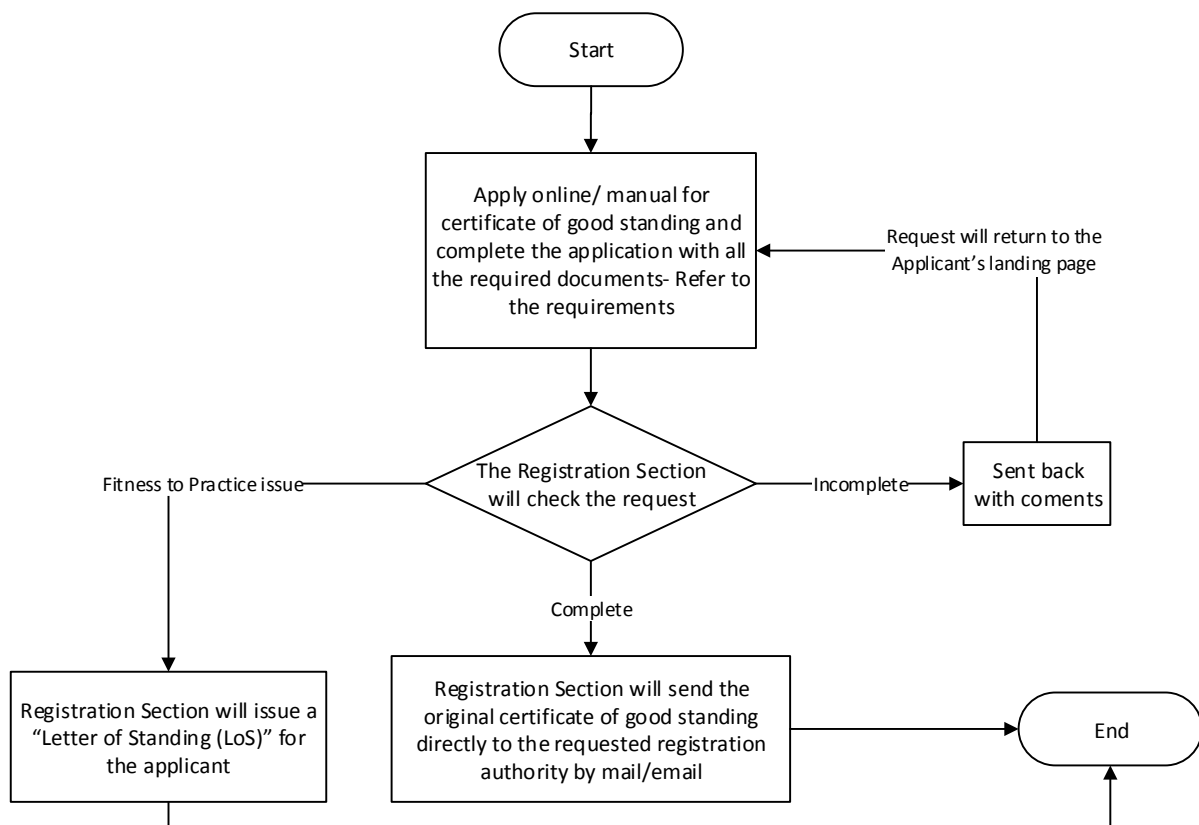 Start
Apply online/ manual for
certificate of good standing and
complete the application with all
the required documents- Refer to
the requirements
Request will return to the
Applicant’s landing page
The Registration Section
will check the request
Fitness to Practice issue
Incomplete
Sent back
with coments
Complete
Registration Section will issue a
“Letter of Standing (LoS)” for
the applicant
Registration Section will send the
original certificate of good standing
directly to the requested registration
authority by mail/email
End